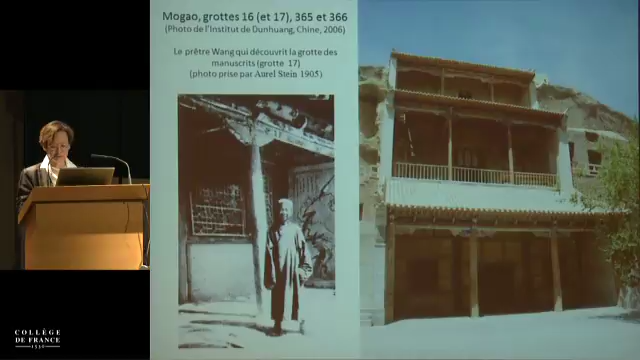 Mogao, grottes 16 (et 17), 365 et 366
(Photo de l'Institut de Dunhuang, Chine, 2006)
Le prêtre Wang qui découvrit la grotte des
manuscrits (grotte 17)
(photo prise par Aurel Stein 1905)
COLLÈGE
DE FRANCE
1530